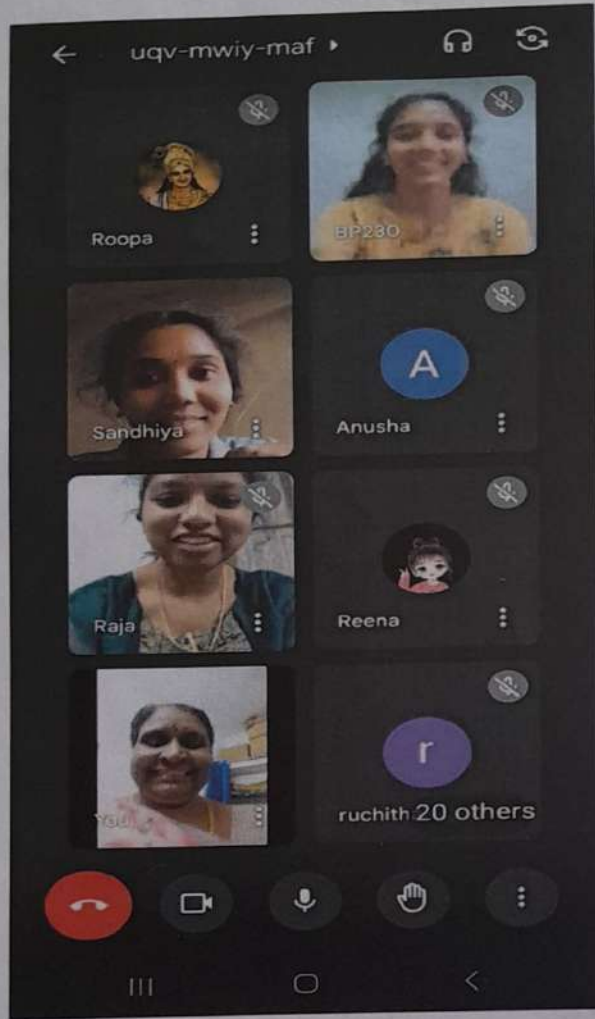 uqv-mwiy-maf
Roopa
BP230
Sandhiya
A
Anusha
Raja
Reena
You
r
ruchith 20 others